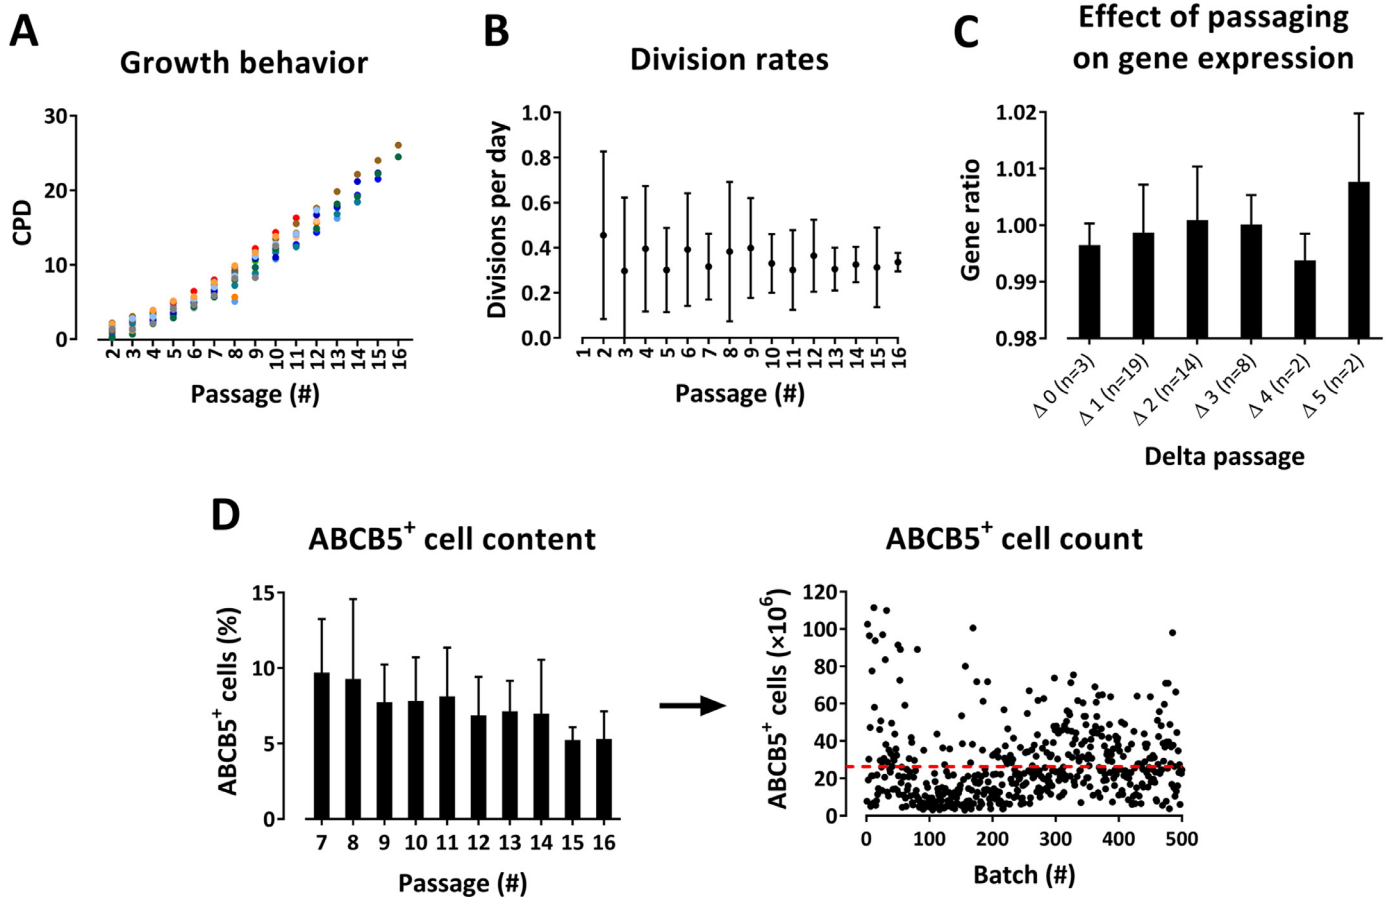 A
Growth behavior
CPD
30
20
10
0
2 3 4 5 6 7 8 9 10 11 12 13 14 15 16
Passage (#)
B
Division rates
Divisions per day
1.0
0.8
0.6
0.4
0.2
0.0
1 2 3 4 5 6 7 8 9 10 11 12 13 14 15 16
Passage (#)
C
Effect of passaging
on gene expression
Gene ratio
1.02
1.01
1.00
0.99
0.98
Δ 0 (n=3)
Δ 1 (n=19)
Δ 2 (n=14)
Δ 3 (n=8)
Δ 4 (n=2)
Δ 5 (n=2)
Delta passage
D
ABCB5⁺ cell content
ABCB5⁺ cells (%)
15
10
5
0
7 8 9 10 11 12 13 14 15 16
Passage (#)
ABCB5⁺ cell count
ABCB5⁺ cells (×10⁶)
120
100
80
60
40
20
0
0 100 200 300 400 500
Batch (#)